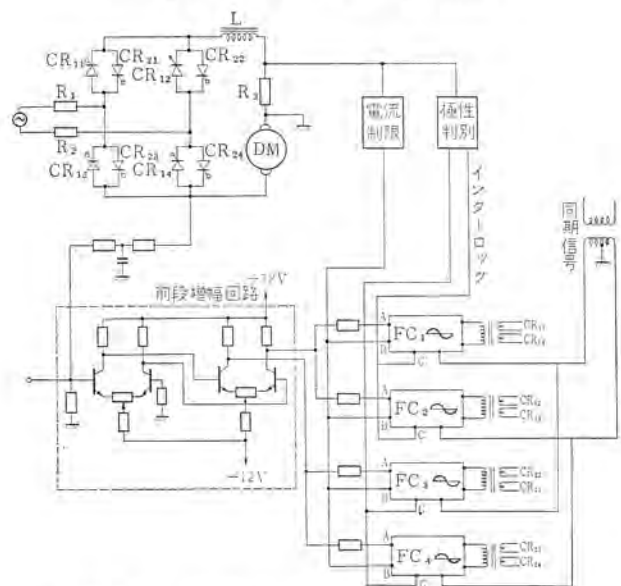 L
CR₁₁ CR₂₁ CR₂₂
CR₁₂
R₁
R₃
R₂
CR₂₃ CR₂₄
CR₁₃ CR₁₄
DM
電流制限
極性判別
インターロック
同期信号
前段増幅回路
-12V
A
FC₁
B
C
A
FC₂
B
C
A
FC₃
B
C
A
FC₄
B
C